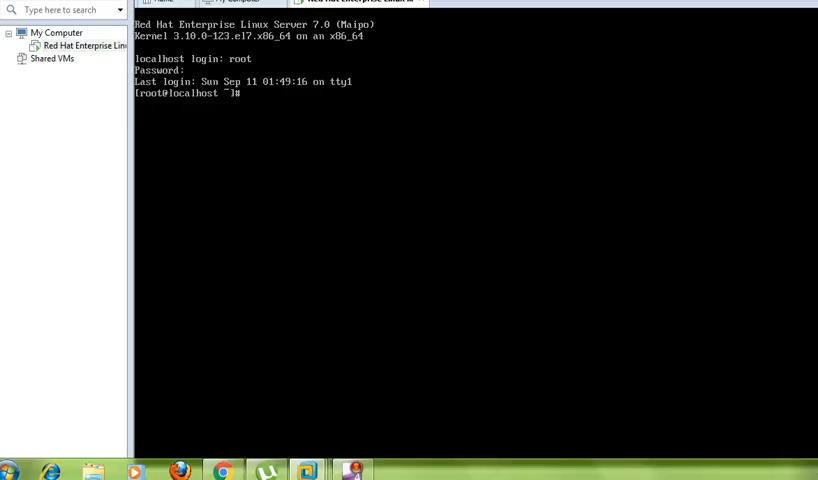 Type here to search
My Computer
Red Hat Enterprise Lin
Shared VMs
Red Hat Enterprise Linux Server 7.0 (Maipo)
Kernel 3.10.0-123.el7.x86_64 on an x86_64
localhost login: root
Password:
Last login: Sun Sep 11 01:49:16 on tty1
[root@localhost ~]#